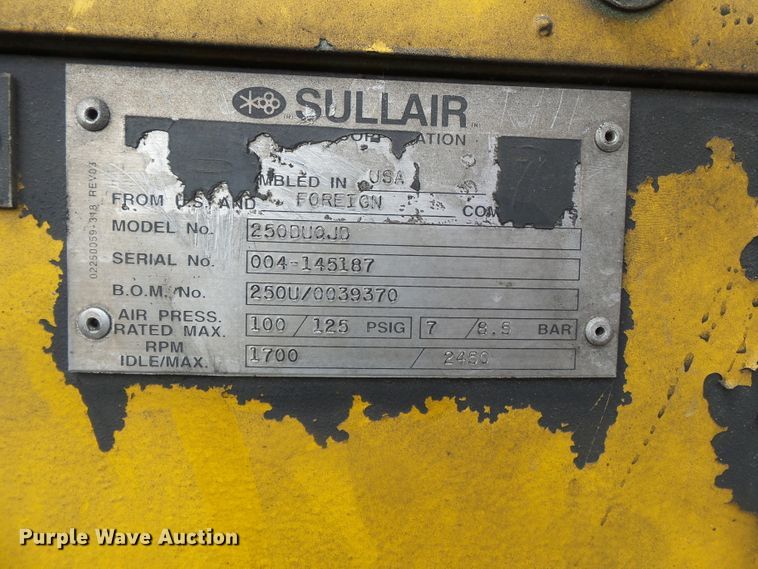 SULLAIR
MBLED IN USA
FROM U.S. AND FOREIGN COM
MODEL No. 250DUQJD
SERIAL No. 004-145187
B.O.M. No. 250U/0039370
AIR PRESS. RATED MAX. 100 / 125 PSIG 7 / 8.5 BAR
RPM IDLE/MAX. 1700 / 2450
02250059-318 REV03
Purple Wave Auction